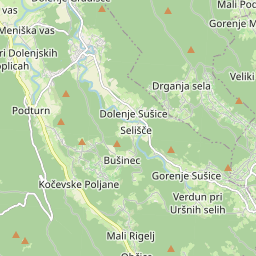 Dolenje Gradišče
Meniška vas
Mali Pod
Gorenje M
ri Dolenjskih
oplicah
Veliki
Drganja sela
Podturn
Dolenje Sušice
Selišče
Bušinec
Kočevske Poljane
Gorenje Sušice
Verdun pri
Uršnih selih
Mali Rigelj